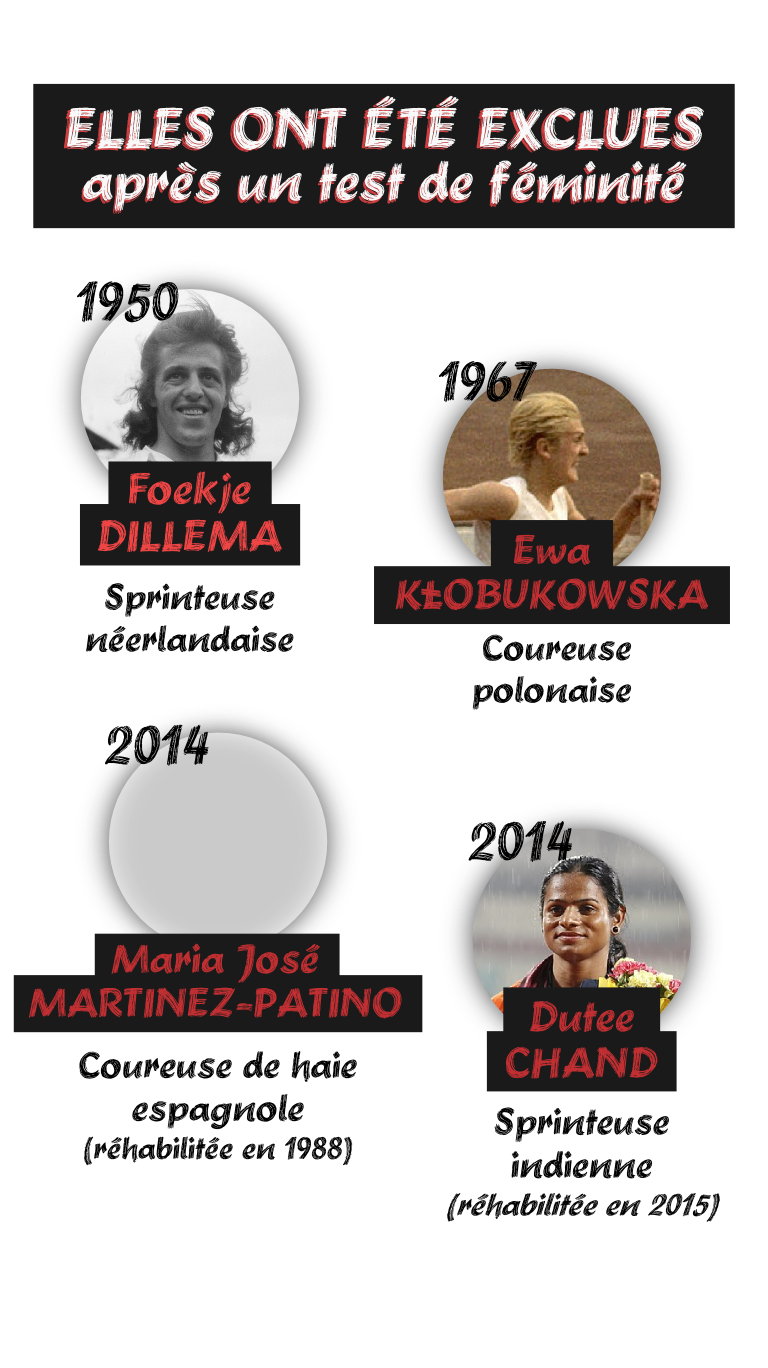 ELLES ONT ÉTÉ EXCLUES
après un test de féminité
1950
Foekje
DILLEMA
Sprinteuse
néerlandaise
1967
Ewa
KŁOBUKOWSKA
Coureuse
polonaise
2014
Maria José
MARTINEZ-PATINO
Coureuse de haie
espagnole
(réhabilitée en 1988)
2014
Dutee
CHAND
Sprinteuse
indienne
(réhabilitée en 2015)